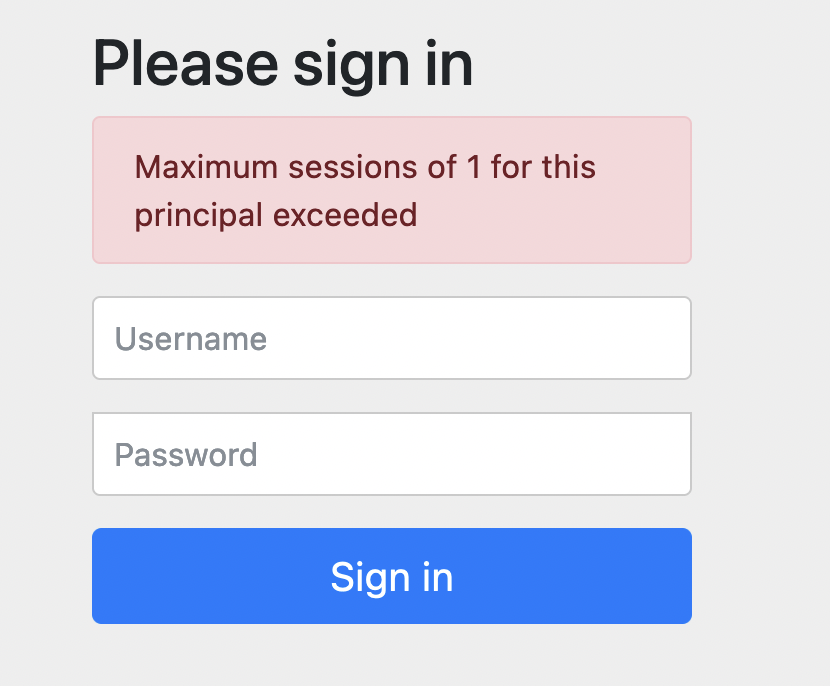 Please sign in
Maximum sessions of 1 for this
principal exceeded
Username
Password
Sign in